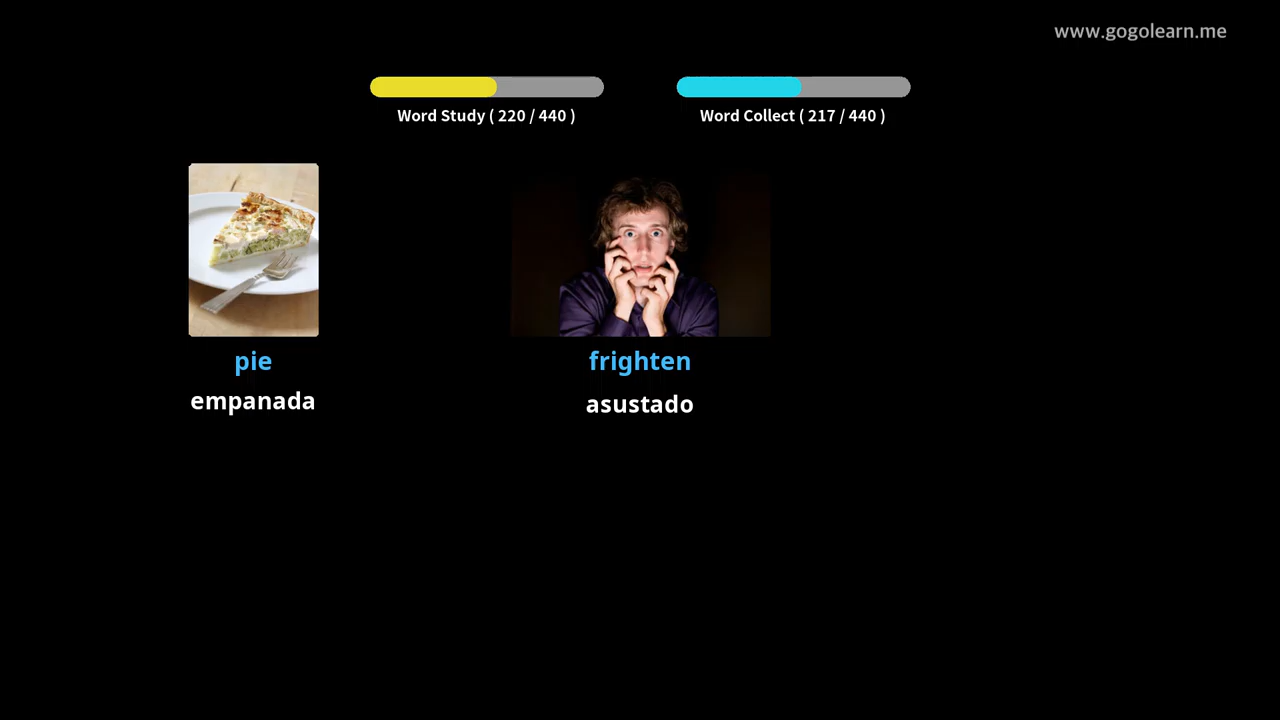 www.gogolearn.me
Word Study ( 220 / 440 )
Word Collect ( 217 / 440 )
pie
empanada
frighten
asustado